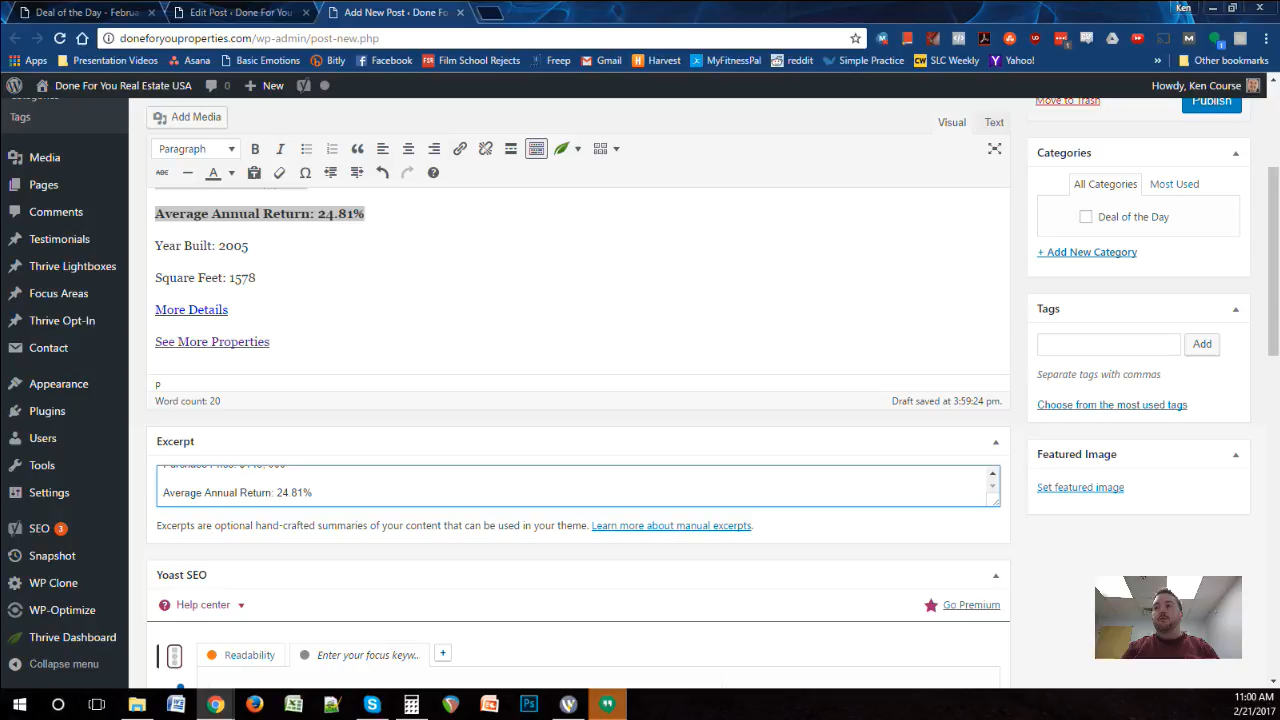 Deal of the Day - Februa
Edit Post ‹ Done For You
Add New Post ‹ Done Fo
Ken
doneforyouproperties.com/wp-admin/post-new.php
Apps
Presentation Videos
Asana
Basic Emotions
Bitly
Facebook
Film School Rejects
Freep
Gmail
Harvest
MyFitnessPal
reddit
Simple Practice
SLC Weekly
Yahoo!
»
Other bookmarks
Done For You Real Estate USA
0
New
Howdy, Ken Course
Tags
Media
Pages
Comments
Testimonials
Thrive Lightboxes
Focus Areas
Thrive Opt-In
Contact
Appearance
Plugins
Users
Tools
Settings
SEO 3
Snapshot
WP Clone
WP-Optimize
Thrive Dashboard
Collapse menu
Add Media
Visual
Text
Paragraph
B
I
ABC
A
Average Annual Return: 24.81%
Year Built: 2005
Square Feet: 1578
More Details
See More Properties
p
Word count: 20
Draft saved at 3:59:24 pm.
Excerpt
Average Annual Return: 24.81%
Excerpts are optional hand-crafted summaries of your content that can be used in your theme. Learn more about manual excerpts.
Yoast SEO
Help center
Go Premium
Readability
Enter your focus keyw...
+
Move to Trash
Publish
Categories
All Categories
Most Used
Deal of the Day
+ Add New Category
Tags
Add
Separate tags with commas
Choose from the most used tags
Featured Image
Set featured image
11:00 AM
2/21/2017